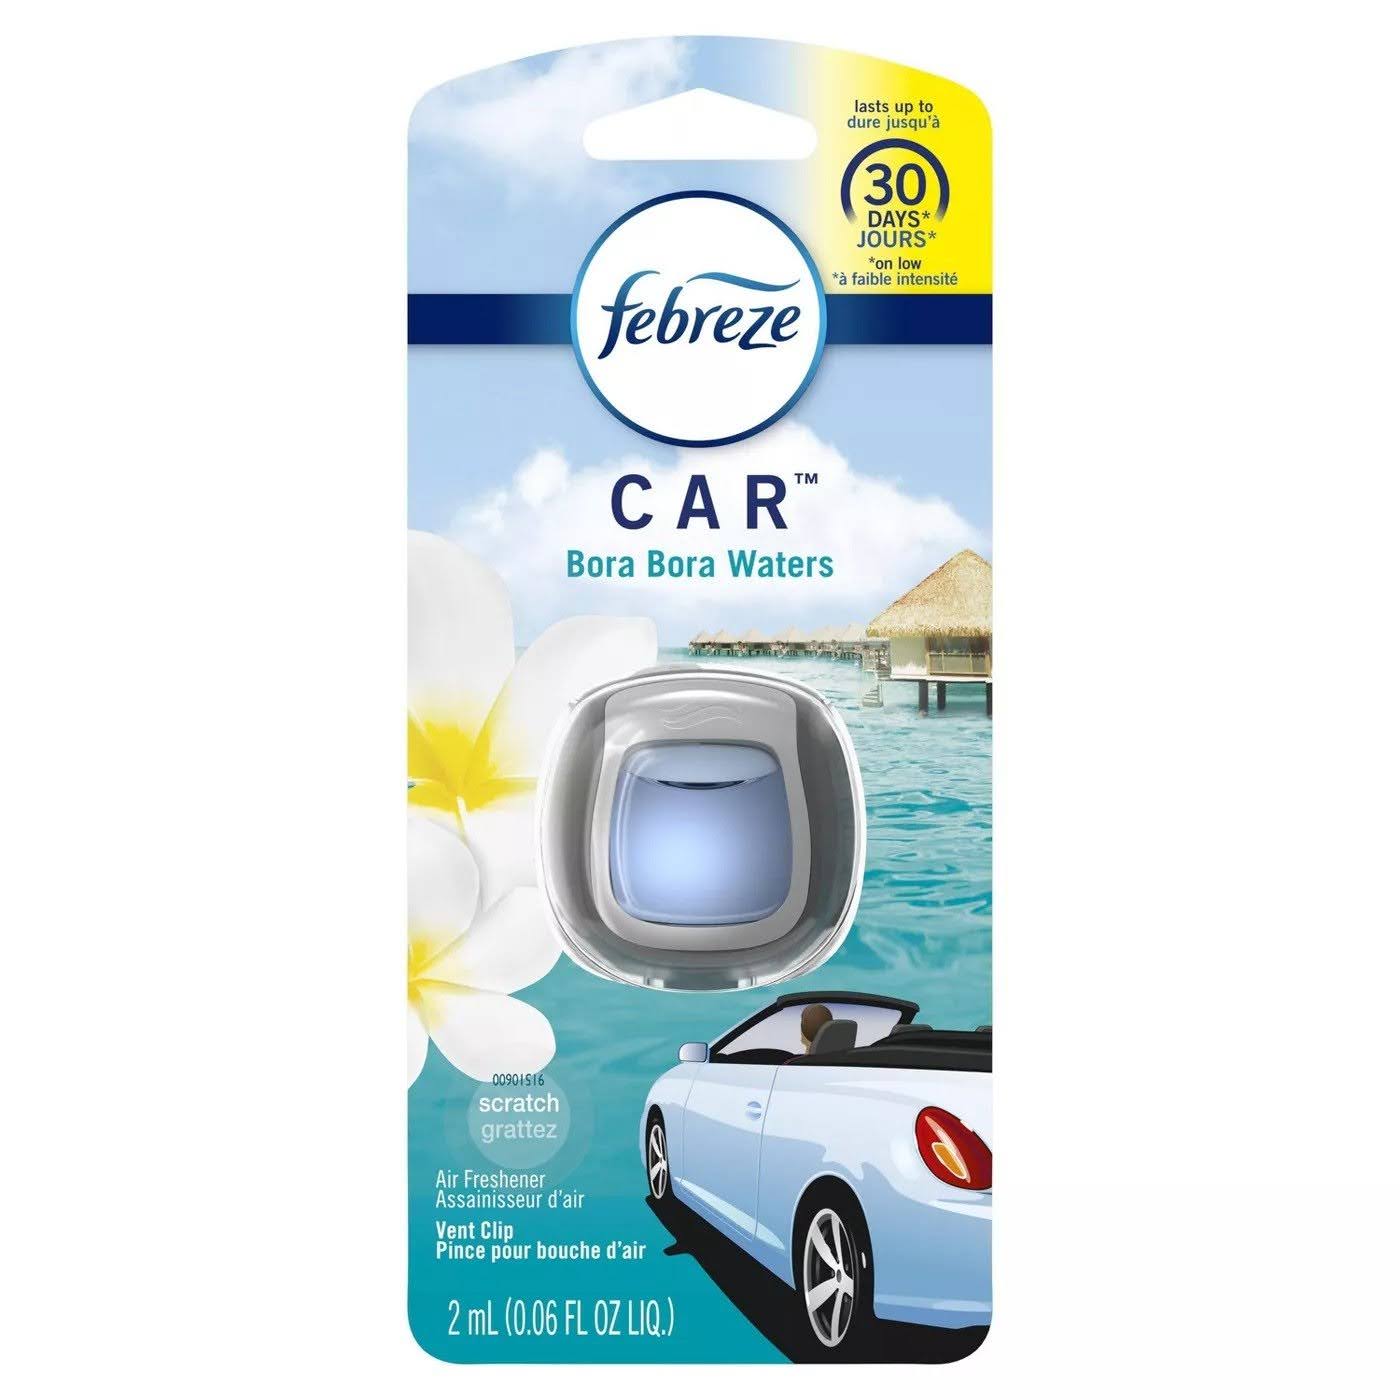 lasts up to
dure jusqu'à
30
DAYS*
JOURS*
*on low
*à faible intensité
febreze
CAR™
Bora Bora Waters
00901516
scratch
grattez
Air Freshener
Assainisseur d'air
Vent Clip
Pince pour bouche d'air
2 mL (0.06 FL OZ LIQ.)